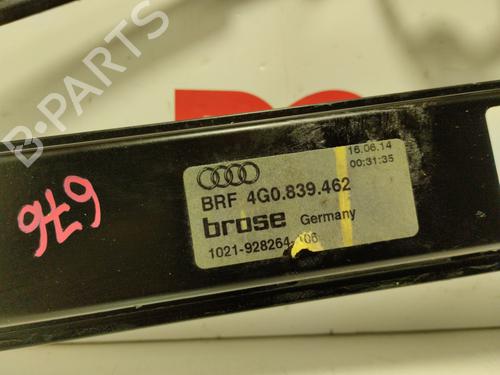 B-PARTS
16.06.14
00:31:35
BRF 4G0.839.462
brose Germany
1021-928264-106
676